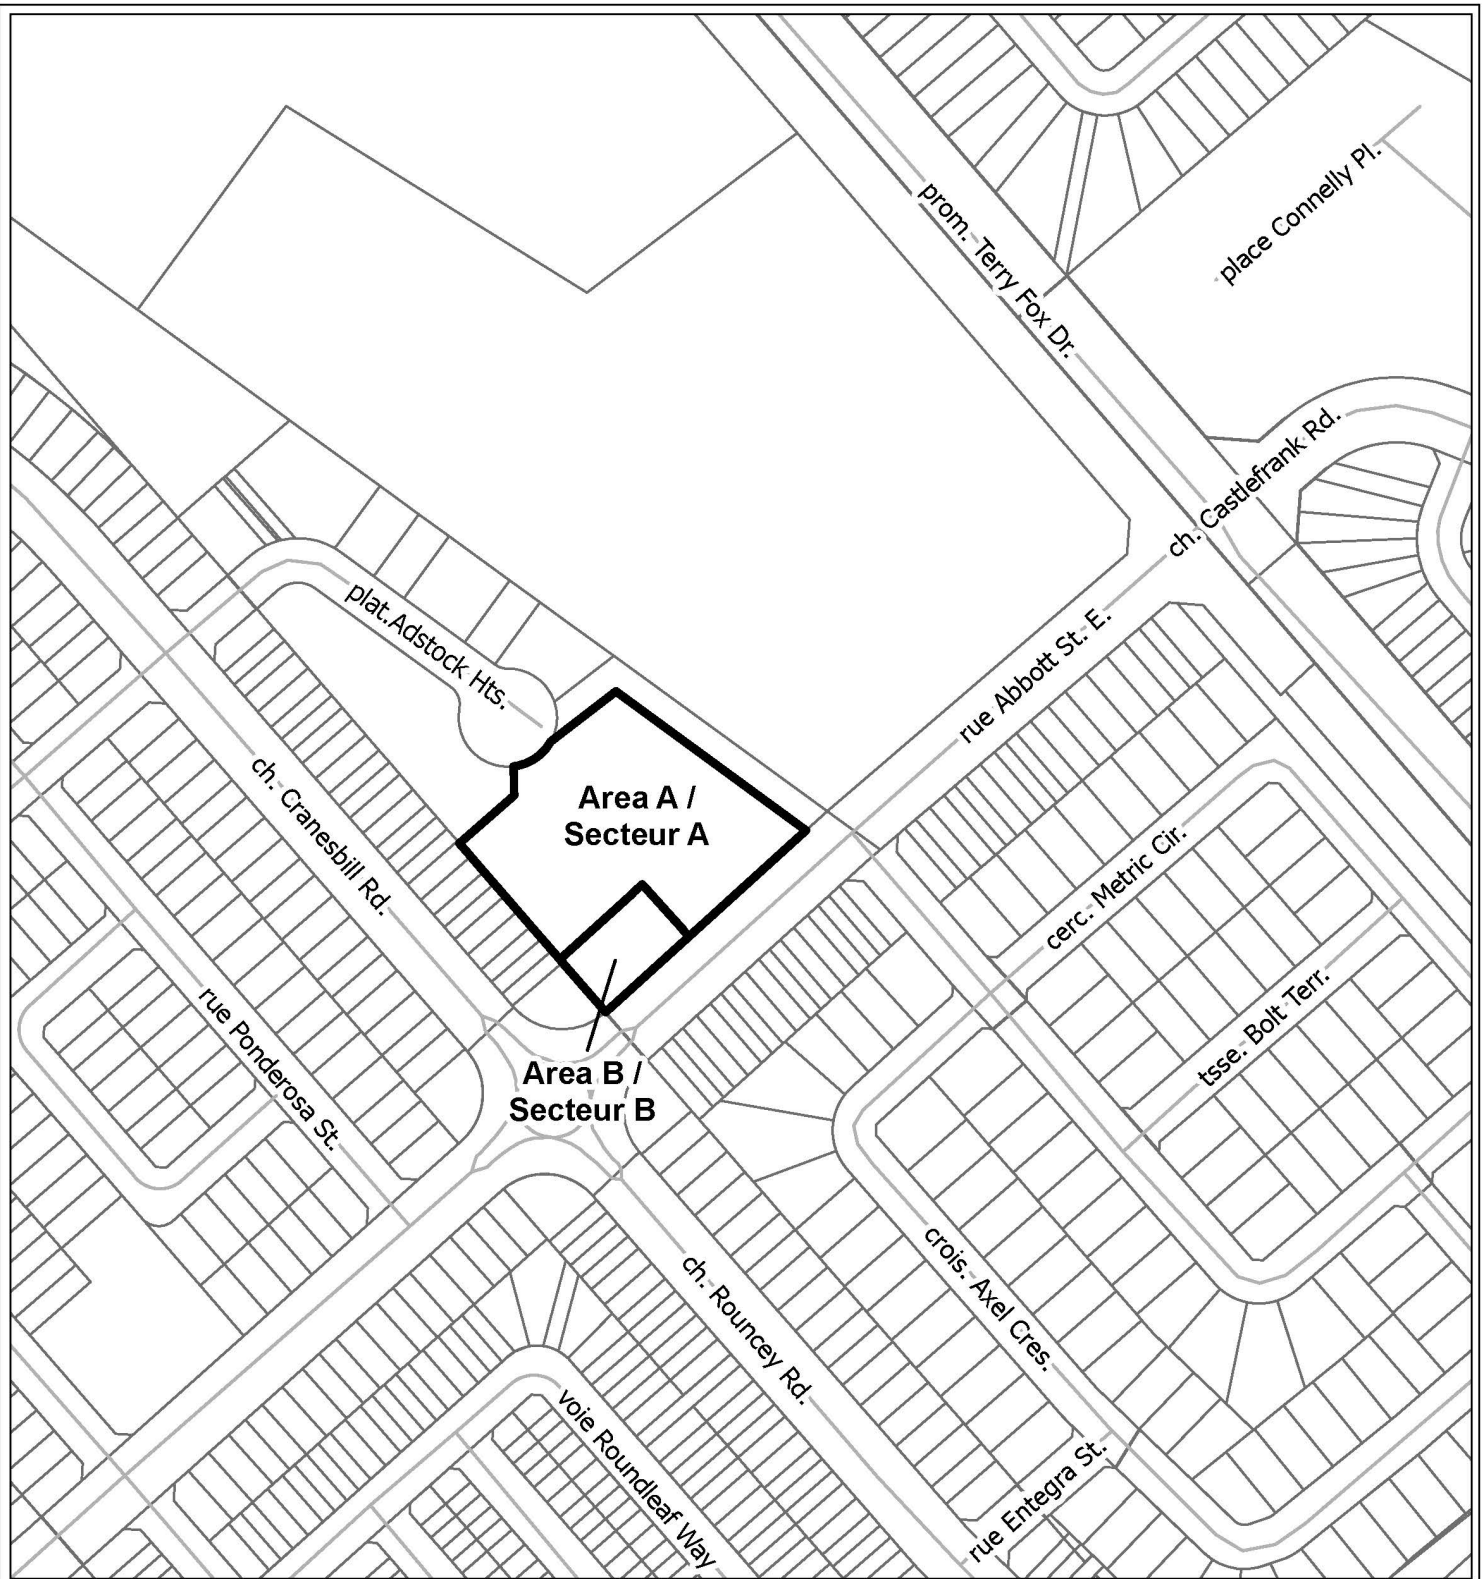 prom. Terry Fox Dr.
place Connelly Pl.
ch. Castlefrank Rd.
plat.Adstock Hts.
rue Abbott St. E.
ch. Cranesbill Rd.
Area A /
Secteur A
cerc. Metric Cir.
tsse. Bolt Terr.
rue Ponderosa St.
Area B /
Secteur B
crois. Axel Cres.
ch. Rouncey Rd.
voie Roundleaf Way
rue Entegra St.